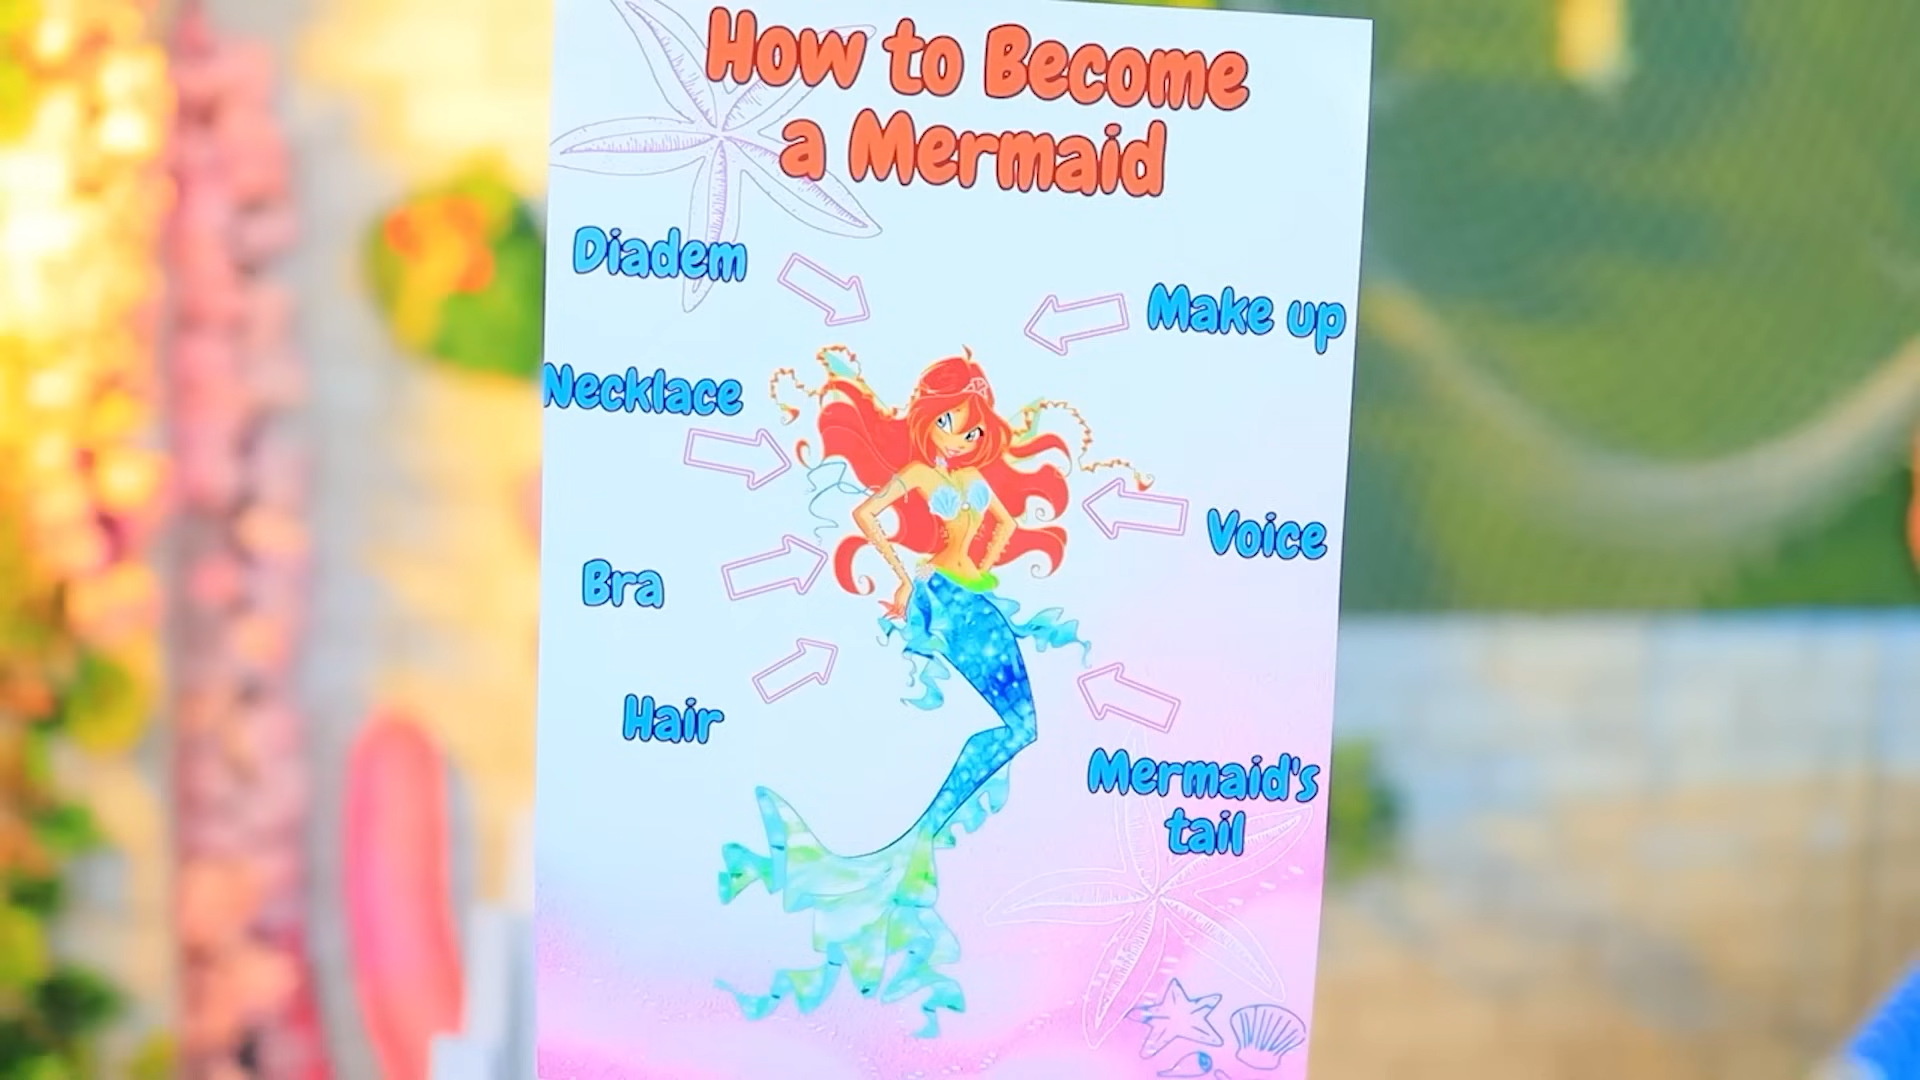 How to Become
a Mermaid
Diadem
Make up
Necklace
Voice
Bra
Hair
Mermaid's
tail